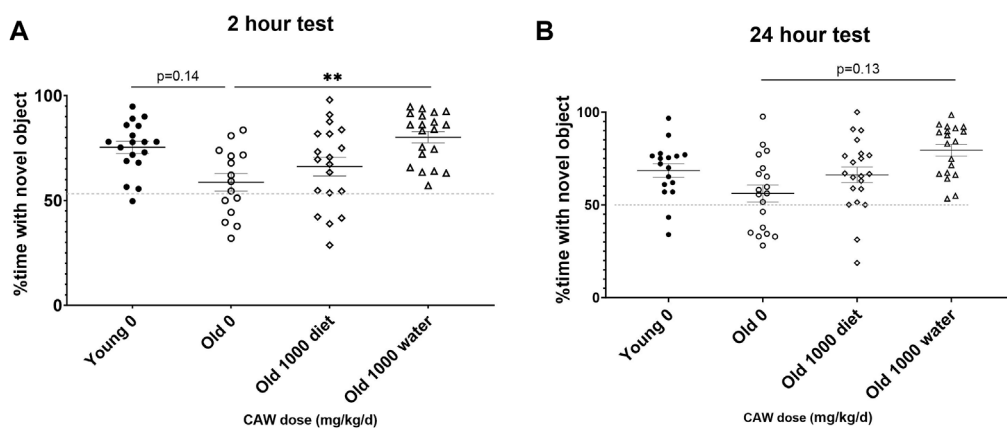 A
2 hour test
p=0.14
**
%time with novel object
100
50
0
Young 0
Old 0
Old 1000 diet
Old 1000 water
CAW dose (mg/kg/d)
B
24 hour test
p=0.13
%time with novel object
100
50
0
Young 0
Old 0
Old 1000 diet
Old 1000 water
CAW dose (mg/kg/d)